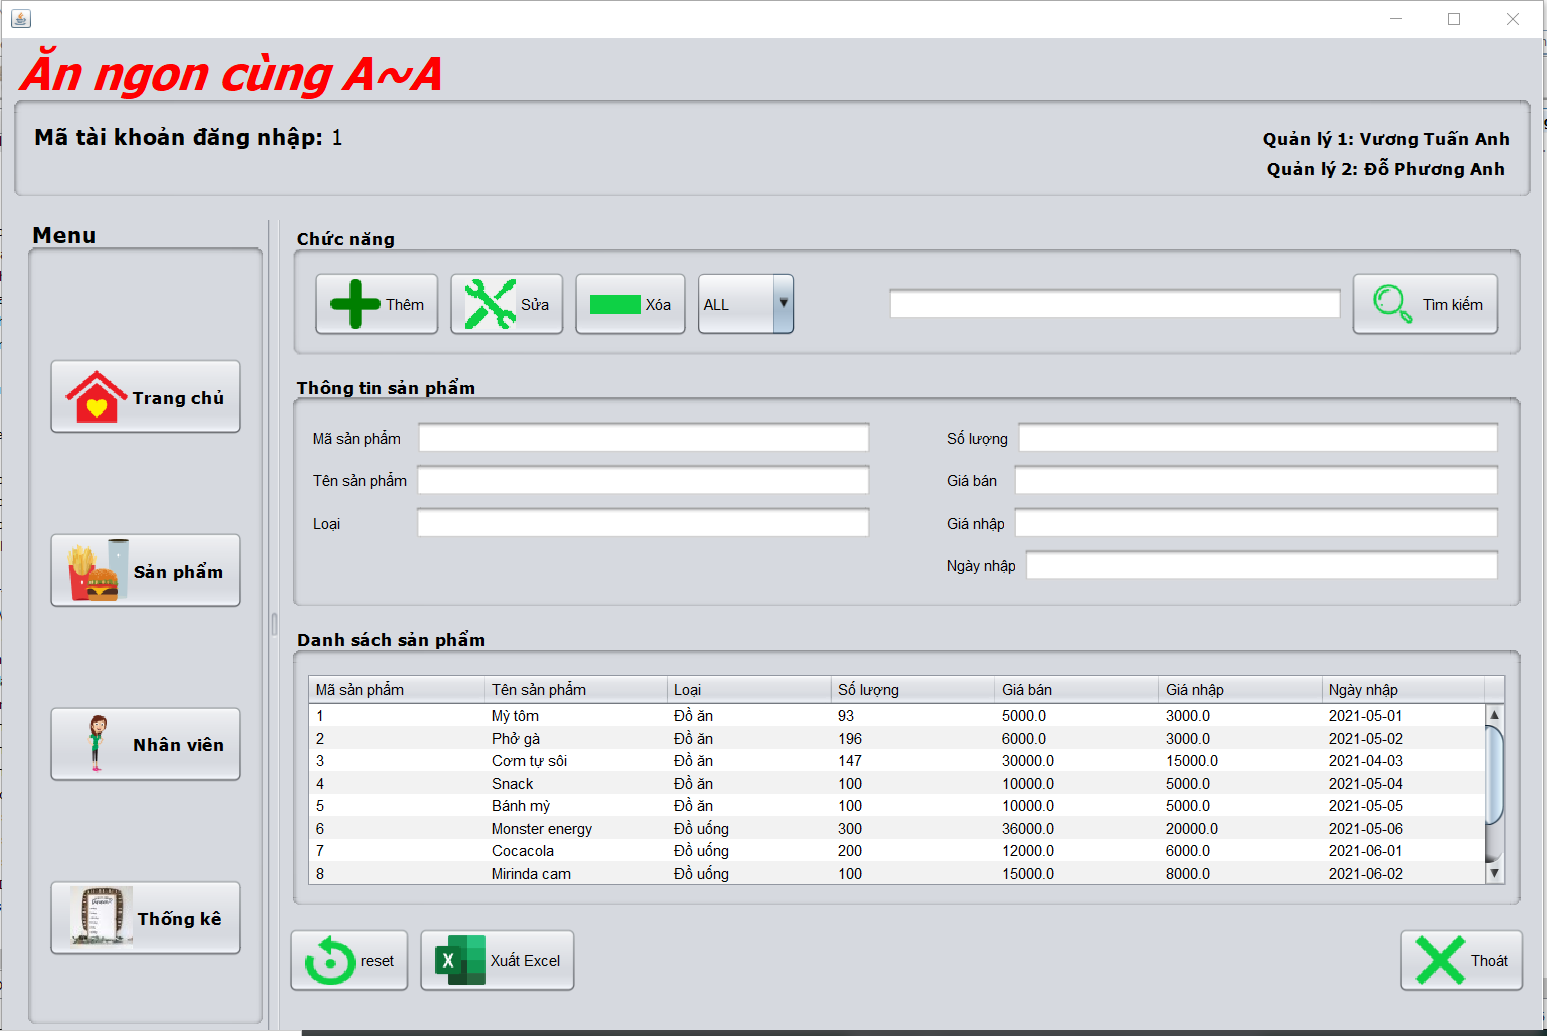 Ăn ngon cùng A~A
Mã tài khoản đăng nhập: 1
Quản lý 1: Vương Tuấn Anh
Quản lý 2: Đỗ Phương Anh
Menu
Trang chủ
Sản phẩm
Nhân viên
Thống kê
Chức năng
Thêm Sửa Xóa ALL Tìm kiếm
Thông tin sản phẩm
Mã sản phẩm Số lượng
Tên sản phẩm Giá bán
Loại Giá nhập
Ngày nhập
Danh sách sản phẩm
Mã sản phẩm Tên sản phẩm Loại Số lượng Giá bán Giá nhập Ngày nhập
1 Mỳ tôm Đồ ăn 93 5000.0 3000.0 2021-05-01
2 Phở gà Đồ ăn 196 6000.0 3000.0 2021-05-02
3 Cơm tự sôi Đồ ăn 147 30000.0 15000.0 2021-04-03
4 Snack Đồ ăn 100 10000.0 5000.0 2021-05-04
5 Bánh mỳ Đồ ăn 100 10000.0 5000.0 2021-05-05
6 Monster energy Đồ uống 300 36000.0 20000.0 2021-05-06
7 Cocacola Đồ uống 200 12000.0 6000.0 2021-06-01
8 Mirinda cam Đồ uống 100 15000.0 8000.0 2021-06-02
reset X Xuất Excel Thoát